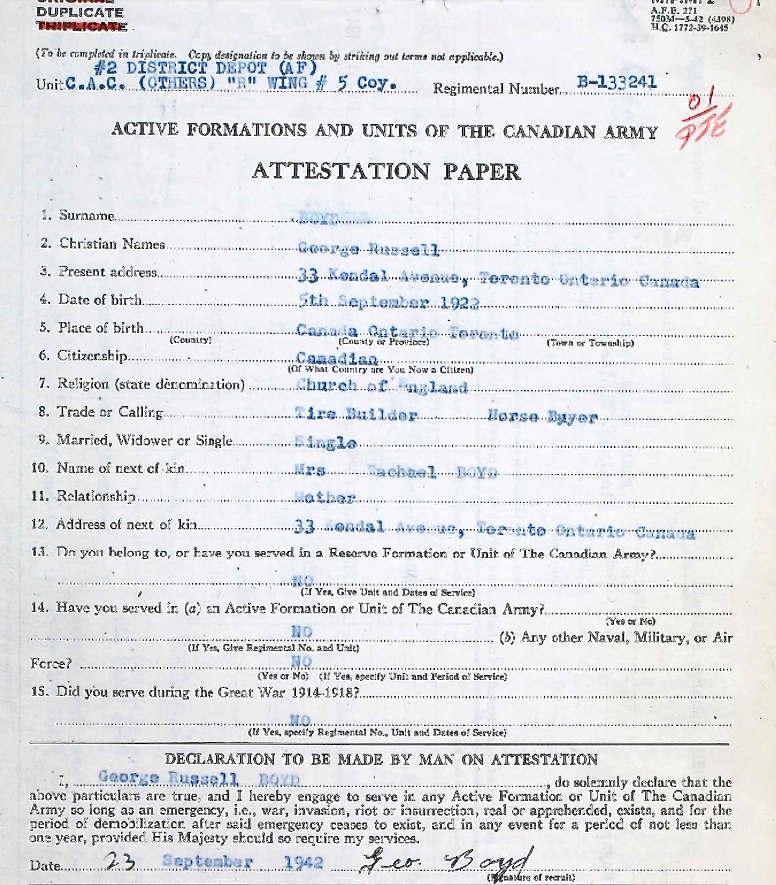 DUPLICATE
TRIPLICATE
A.F.B. 271
750M—5-42 (4398)
H.Q. 1772-39-1645
(To be completed in triplicate. Copy designation to be shown by striking out terms not applicable.)
#2 DISTRICT DEPOT (AF)
Unit C.A.C. (OTHERS) "R" WING # 5 Coy. Regimental Number B-133241
01
PTE
ACTIVE FORMATIONS AND UNITS OF THE CANADIAN ARMY
ATTESTATION PAPER
1. Surname BOYD
2. Christian Names George Russell
3. Present address 33 Kendal Avenue, Toronto Ontario Canada
4. Date of birth 5th September 1922
5. Place of birth Canada Ontario Toronto
(Country) (County or Province) (Town or Township)
6. Citizenship Canadian
(Of What Country are You Now a Citizen)
7. Religion (state denomination) Church of England
8. Trade or Calling Tire Builder Horse Buyer
9. Married, Widower or Single Single
10. Name of next of kin Mrs Rachael BOYD
11. Relationship Mother
12. Address of next of kin 33 Kendal Avenue, Toronto Ontario Canada
13. Do you belong to, or have you served in a Reserve Formation or Unit of The Canadian Army?
NO
(If Yes, Give Unit and Dates of Service)
14. Have you served in (a) an Active Formation or Unit of The Canadian Army?
(Yes or No)
NO (b) Any other Naval, Military, or Air
(If Yes, Give Regimental No. and Unit)
Force? NO
(Yes or No) (If Yes, specify Unit and Period of Service)
15. Did you serve during the Great War 1914-1918?
NO
(If Yes, specify Regimental No., Unit and Dates of Service)
DECLARATION TO BE MADE BY MAN ON ATTESTATION
I, George Russell BOYD, do solemnly declare that the
above particulars are true, and I hereby engage to serve in any Active Formation or Unit of The Canadian
Army so long as an emergency, i.e., war, invasion, riot or insurrection, real or apprehended, exists, and for the
period of demobilization after said emergency ceases to exist, and in any event for a period of not less than
one year, provided His Majesty should so require my services.
Date 23 September 1942 Geo. Boyd
(Signature of recruit)